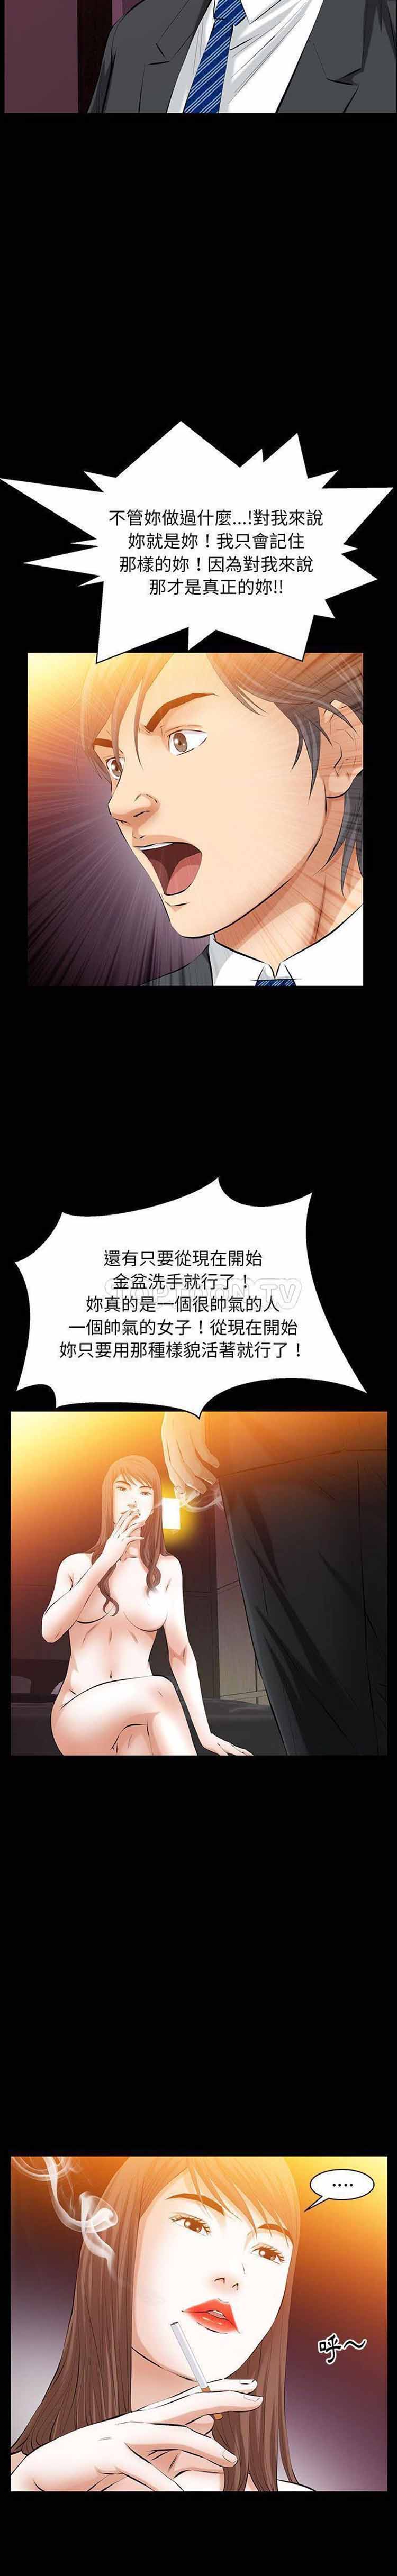 不管妳做過什麼...!對我來說
妳就是妳！我只會記住
那樣的妳！因為對我來說
那才是真正的妳!!
還有只要從現在開始
金盆洗手就行了！
妳真的是一個很帥氣的人
一個帥氣的女子！從現在開始
妳只要用那種樣貌活著就行了！
....
呼～